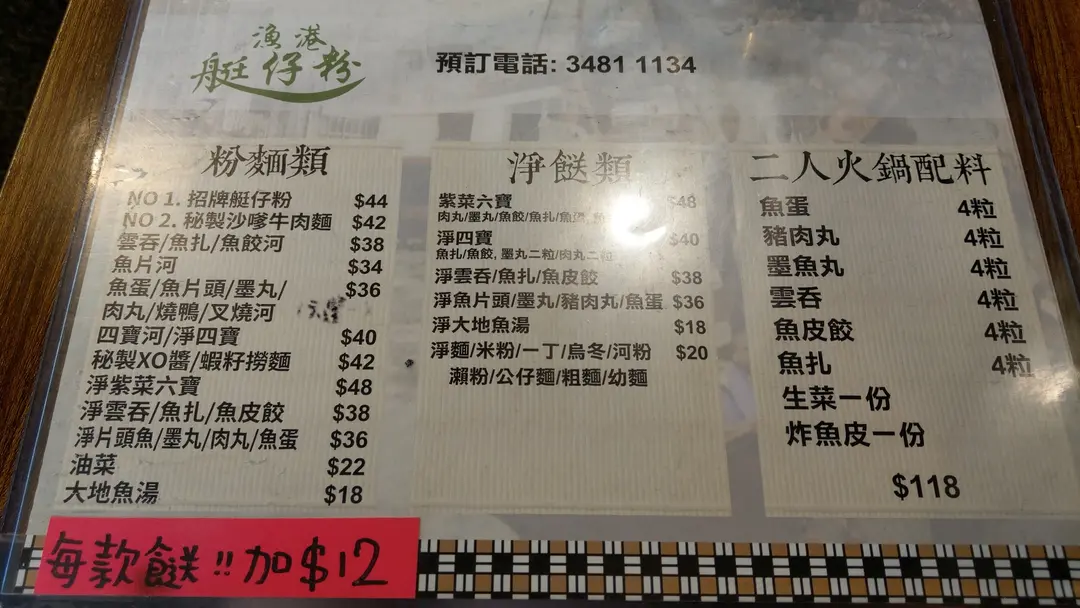 漁港
艇仔粉
預訂電話: 3481 1134
粉麵類
NO 1. 招牌艇仔粉 $44
NO 2. 秘製沙嗲牛肉麵 $42
雲吞/魚扎/魚餃河 $38
魚片河 $34
魚蛋/魚片頭/墨丸/ $36
肉丸/燒鴨/叉燒河
四寶河/淨四寶 $40
秘製XO醬/蝦籽撈麵 $42
淨紫菜六寶 $48
淨雲吞/魚扎/魚皮餃 $38
淨片頭魚/墨丸/肉丸/魚蛋 $36
油菜 $22
大地魚湯 $18
淨餸類
紫菜六寶 $48
肉丸/墨丸/魚餃/魚扎/魚蛋
淨四寶 $40
魚扎/魚餃, 墨丸二粒/肉丸二粒
淨雲吞/魚扎/魚皮餃 $38
淨魚片頭/墨丸/豬肉丸/魚蛋 $36
淨大地魚湯 $18
淨麵/米粉/一丁/烏冬/河粉 $20
瀨粉/公仔麵/粗麵/幼麵
二人火鍋配料
魚蛋 4粒
豬肉丸 4粒
墨魚丸 4粒
雲吞 4粒
魚皮餃 4粒
魚扎 4粒
生菜一份
炸魚皮一份
$118
每款餸!!加$12